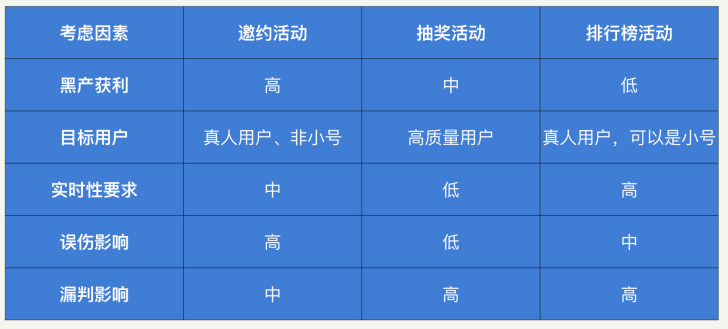 考虑因素 邀约活动 抽奖活动 排行榜活动
黑产获利 高 中 低
目标用户 真人用户、非小号 高质量用户 真人用户，可以是小号
实时性要求 中 低 高
误伤影响 高 低 中
漏判影响 中 高 高